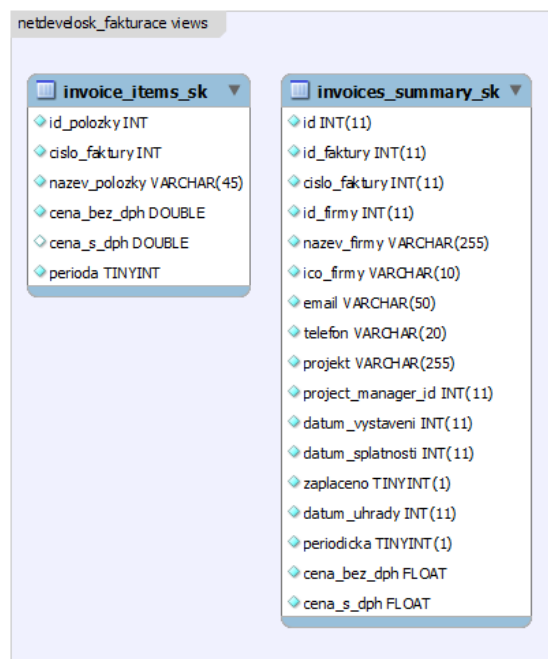 netdevelosk_fakturace views
invoice_items_sk
id_polozky INT
cislo_faktury INT
nazev_polozky VARCHAR(45)
cena_bez_dph DOUBLE
cena_s_dph DOUBLE
perioda TINYINT
invoices_summary_sk
id INT(11)
id_faktury INT(11)
cislo_faktury INT(11)
id_firmy INT(11)
nazev_firmy VARCHAR(255)
ico_firmy VARCHAR(10)
email VARCHAR(50)
telefon VARCHAR(20)
projekt VARCHAR(255)
project_manager_id INT(11)
datum_vystaveni INT(11)
datum_splatnosti INT(11)
zaplaceno TINYINT(1)
datum_uhrady INT(11)
periodicka TINYINT(1)
cena_bez_dph FLOAT
cena_s_dph FLOAT